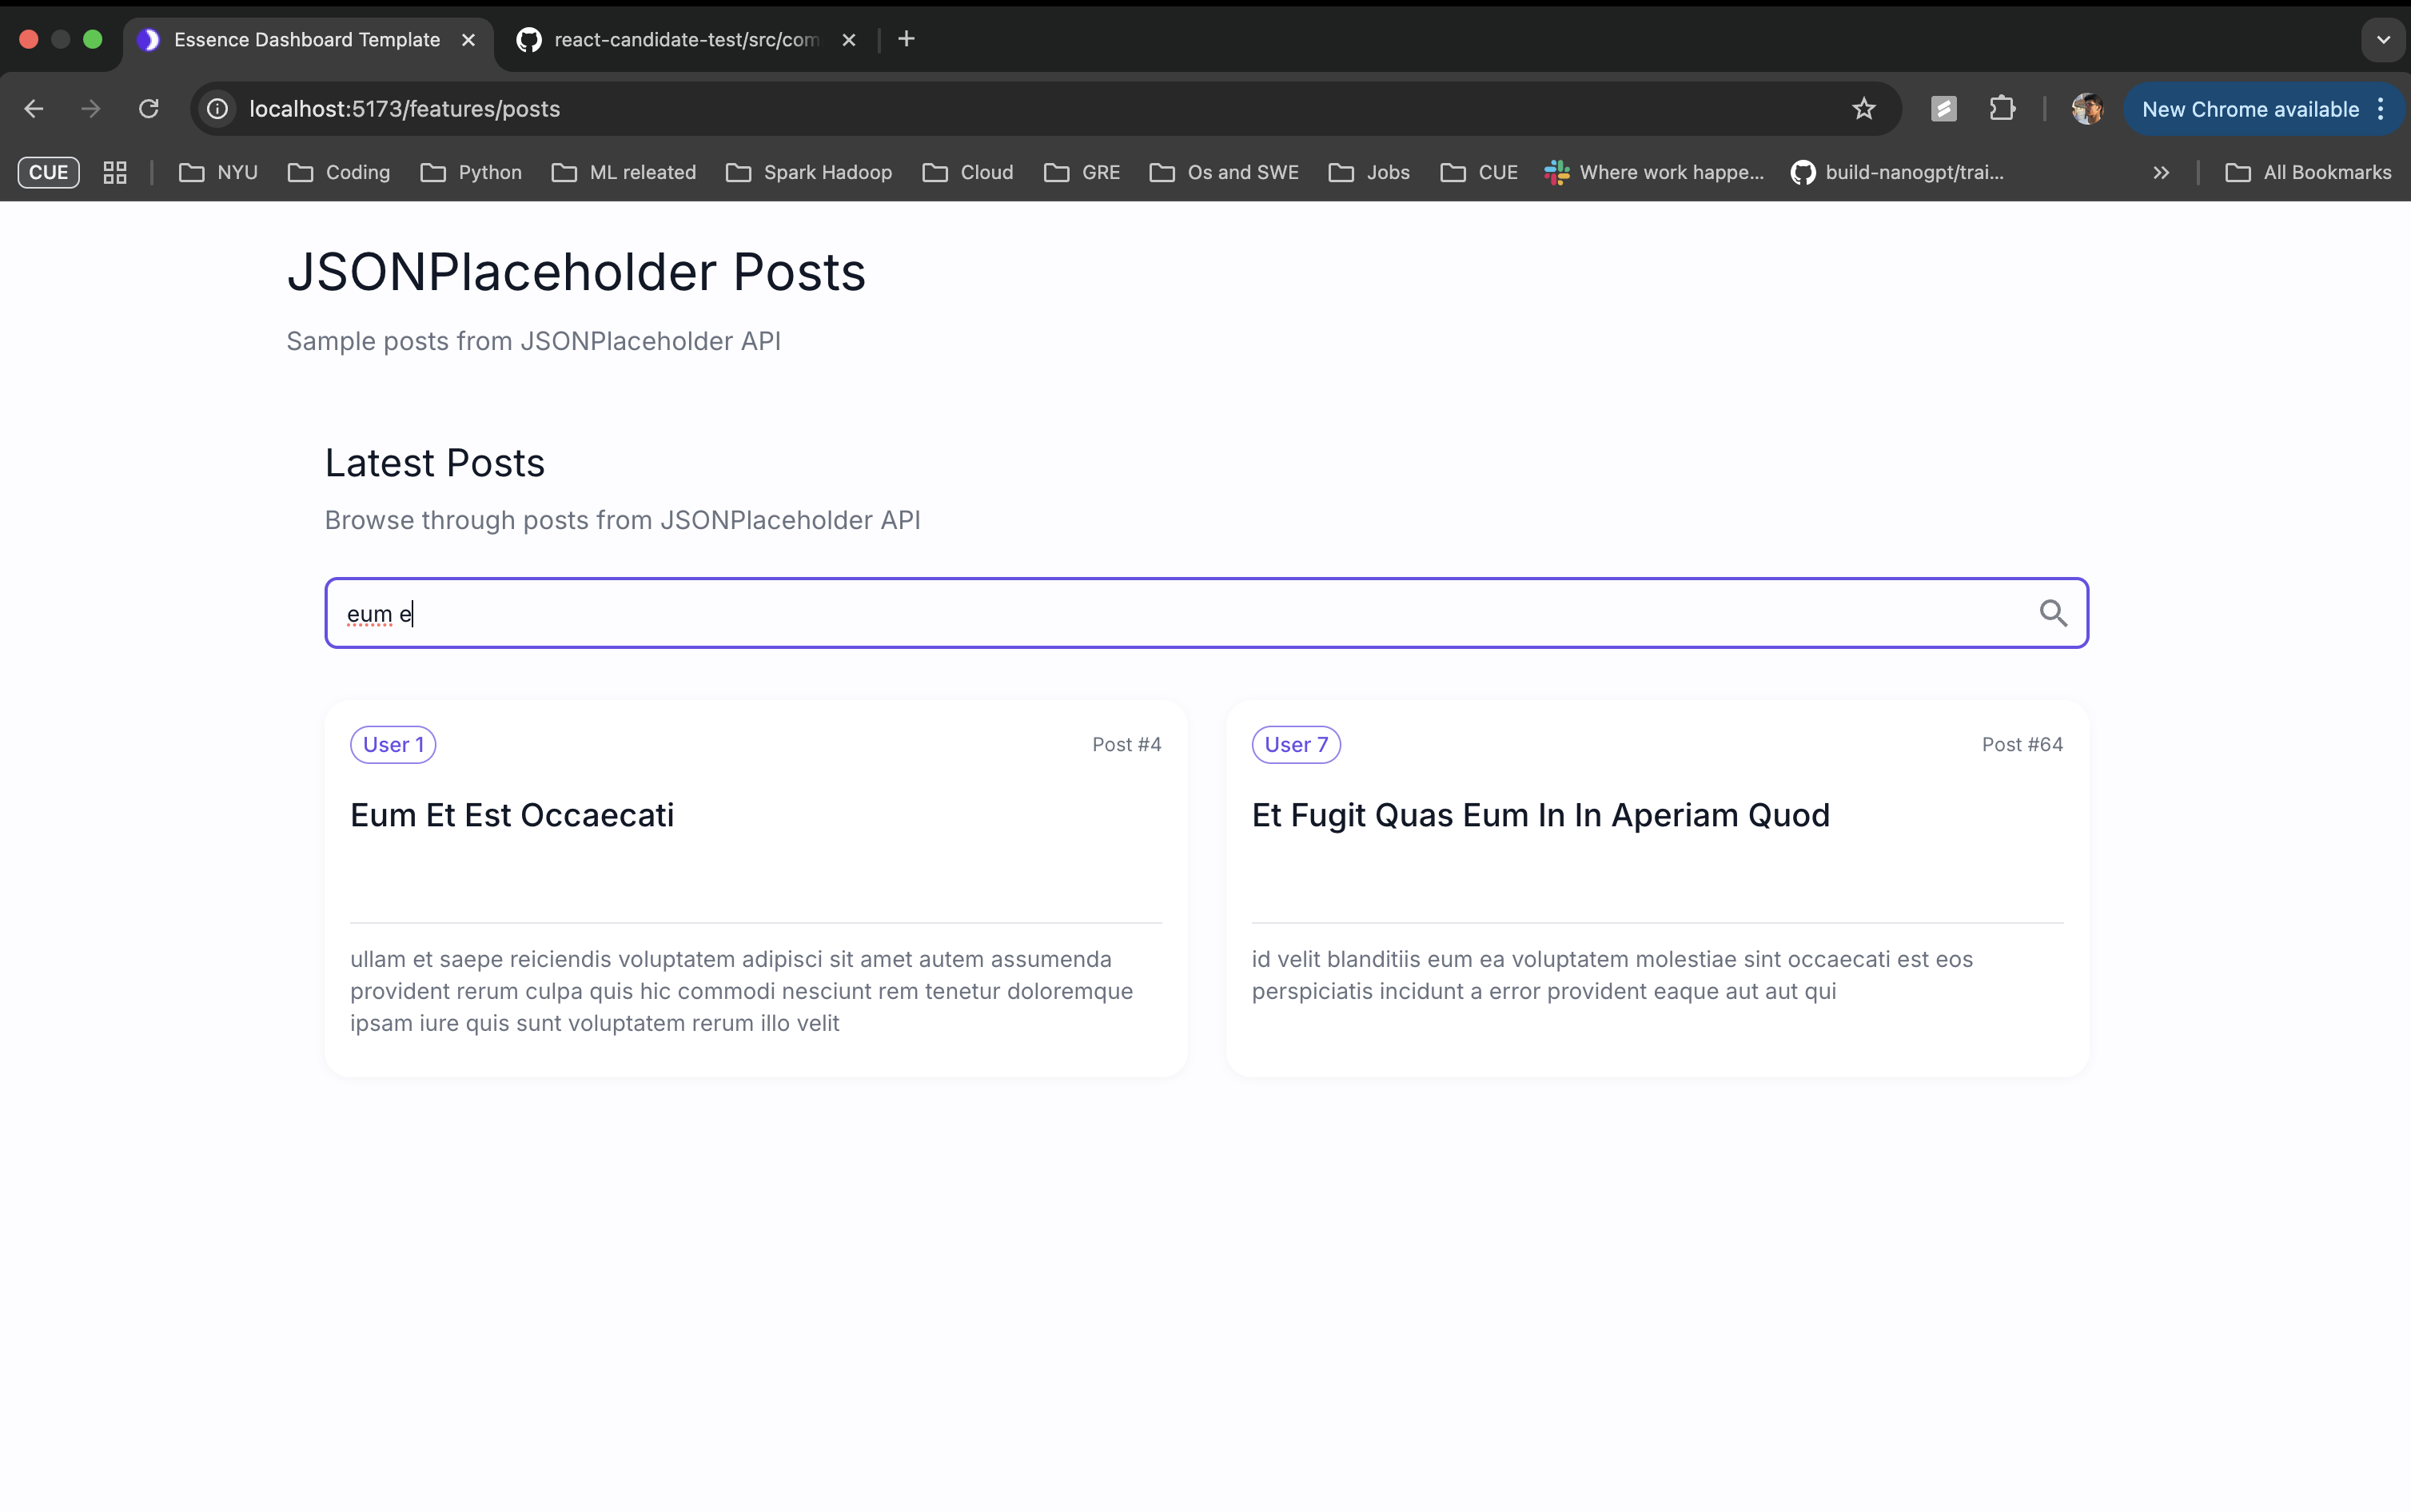 Essence Dashboard Template
react-candidate-test/src/com
localhost:5173/features/posts
New Chrome available
CUE
NYU
Coding
Python
ML releated
Spark Hadoop
Cloud
GRE
Os and SWE
Jobs
CUE
Where work happe...
build-nanogpt/trai...
All Bookmarks
JSONPlaceholder Posts
Sample posts from JSONPlaceholder API
Latest Posts
Browse through posts from JSONPlaceholder API
eum e
User 1
Post #4
Eum Et Est Occaecati
ullam et saepe reiciendis voluptatem adipisci sit amet autem assumenda
provident rerum culpa quis hic commodi nesciunt rem tenetur doloremque
ipsam iure quis sunt voluptatem rerum illo velit
User 7
Post #64
Et Fugit Quas Eum In In Aperiam Quod
id velit blanditiis eum ea voluptatem molestiae sint occaecati est eos
perspiciatis incidunt a error provident eaque aut aut qui